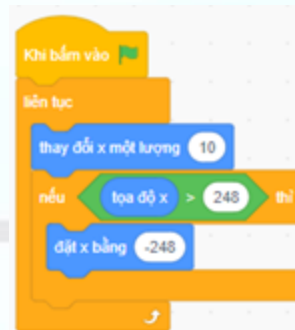 Khi bấm vào
liên tục
thay đổi x một lượng 10
nếu tọa độ x > 248 thì
đặt x bằng -248